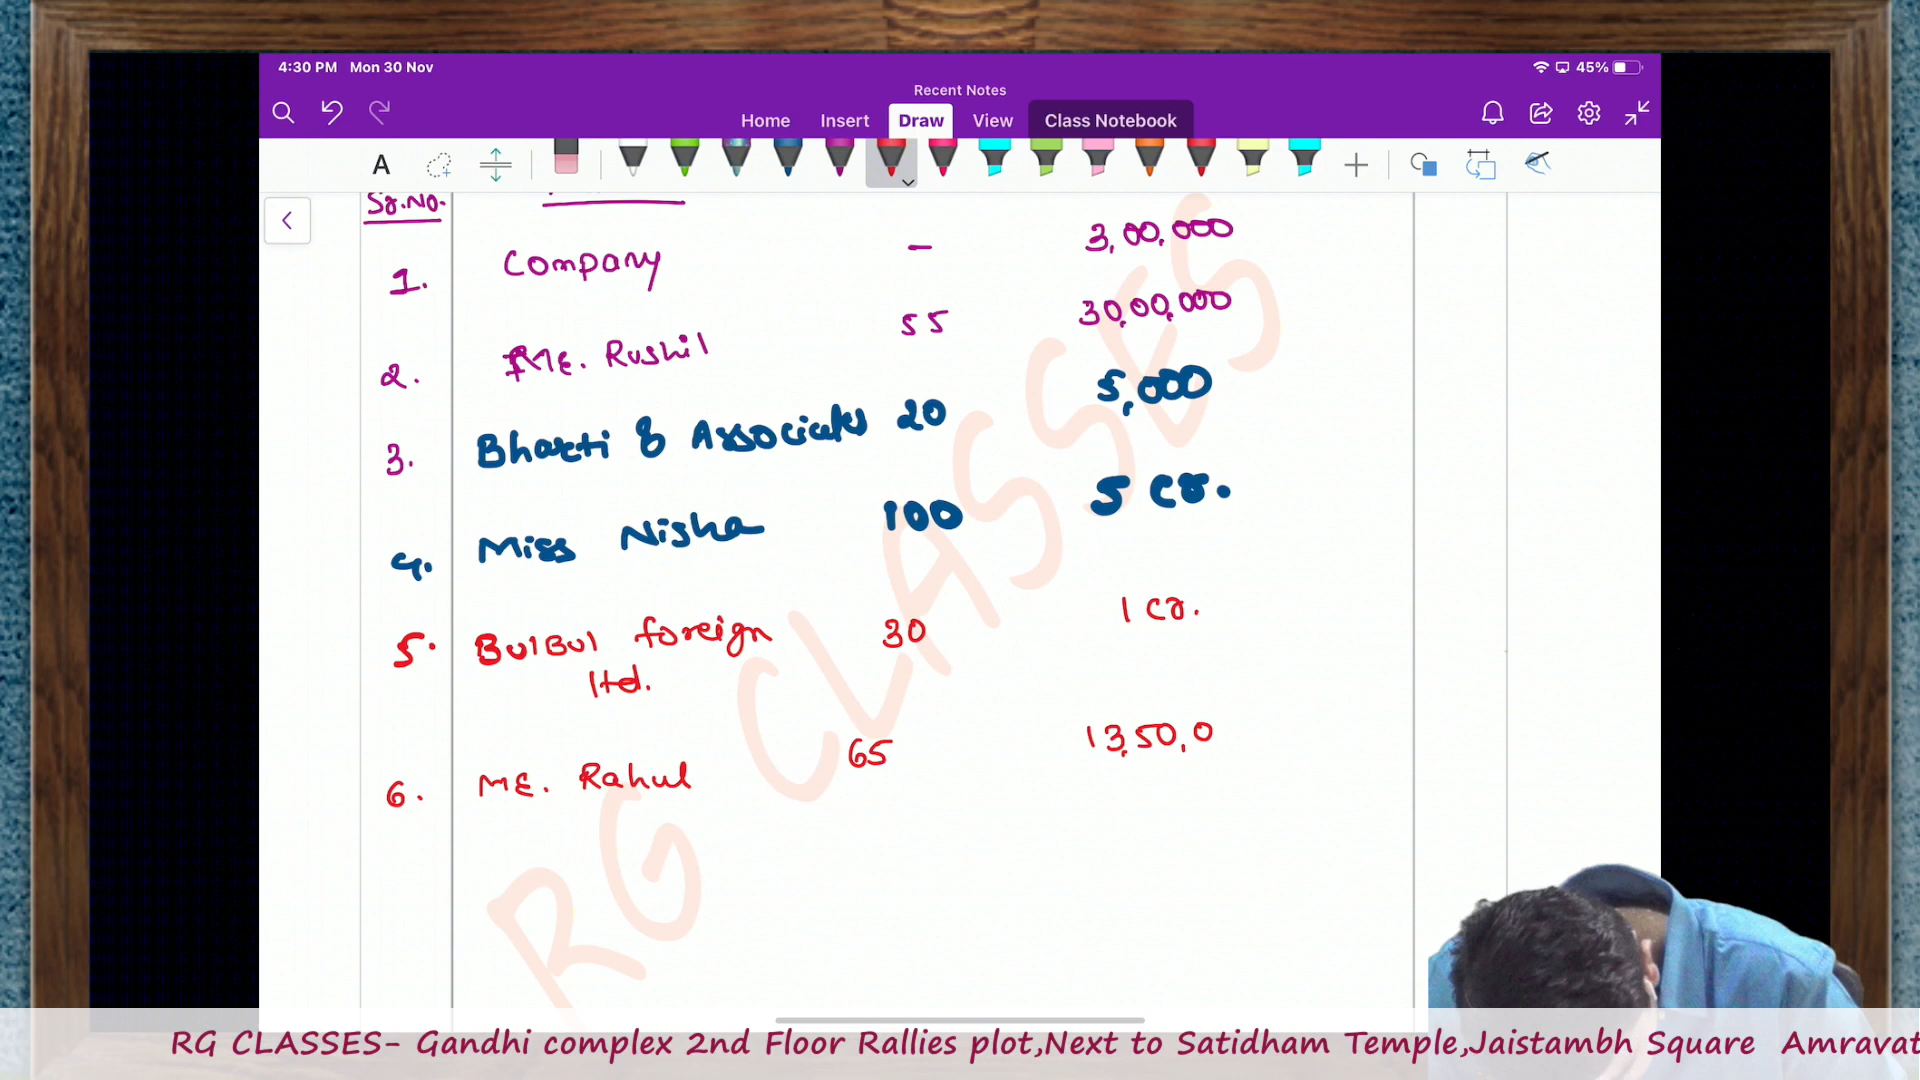 4:30 PM Mon 30 Nov 45%
Recent Notes
Home Insert Draw View Class Notebook
A
Sr.No.
1. Company - 3,00,000
2. Mr. Rushil 55 30,00,000
3. Bharti & Associates 20 5,000
4. Miss Nisha 100 5 cr.
5. BulBul foreign 30 1 cr.
ltd.
6. Mr. Rahul 65 13,50,0
RG CLASSES
RG CLASSES- Gandhi complex 2nd Floor Rallies plot,Next to Satidham Temple,Jaistambh Square Amravat